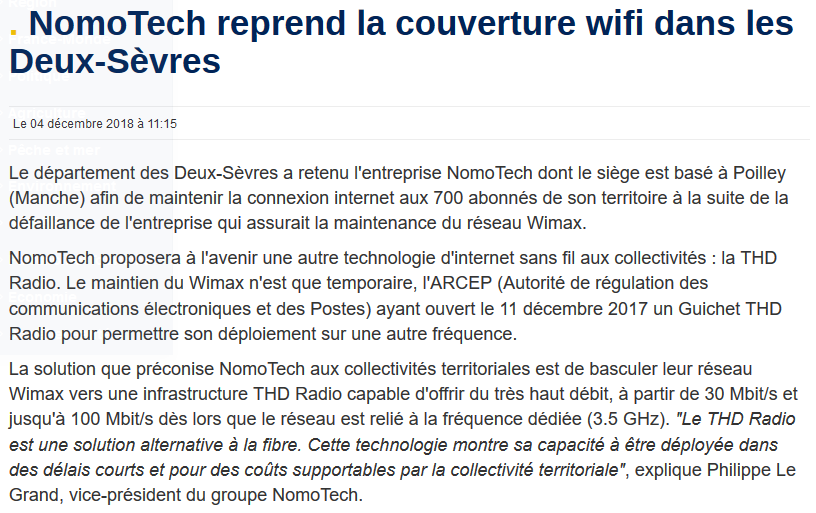 . NomoTech reprend la couverture wifi dans les
Deux-Sèvres
Le 04 décembre 2018 à 11:15
Le département des Deux-Sèvres a retenu l'entreprise NomoTech dont le siège est basé à Poilley
(Manche) afin de maintenir la connexion internet aux 700 abonnés de son territoire à la suite de la
défaillance de l'entreprise qui assurait la maintenance du réseau Wimax.
NomoTech proposera à l'avenir une autre technologie d'internet sans fil aux collectivités : la THD
Radio. Le maintien du Wimax n'est que temporaire, l'ARCEP (Autorité de régulation des
communications électroniques et des Postes) ayant ouvert le 11 décembre 2017 un Guichet THD
Radio pour permettre son déploiement sur une autre fréquence.
La solution que préconise NomoTech aux collectivités territoriales est de basculer leur réseau
Wimax vers une infrastructure THD Radio capable d'offrir du très haut débit, à partir de 30 Mbit/s et
jusqu'à 100 Mbit/s dès lors que le réseau est relié à la fréquence dédiée (3.5 GHz). "Le THD Radio
est une solution alternative à la fibre. Cette technologie montre sa capacité à être déployée dans
des délais courts et pour des coûts supportables par la collectivité territoriale", explique Philippe Le
Grand, vice-président du groupe NomoTech.